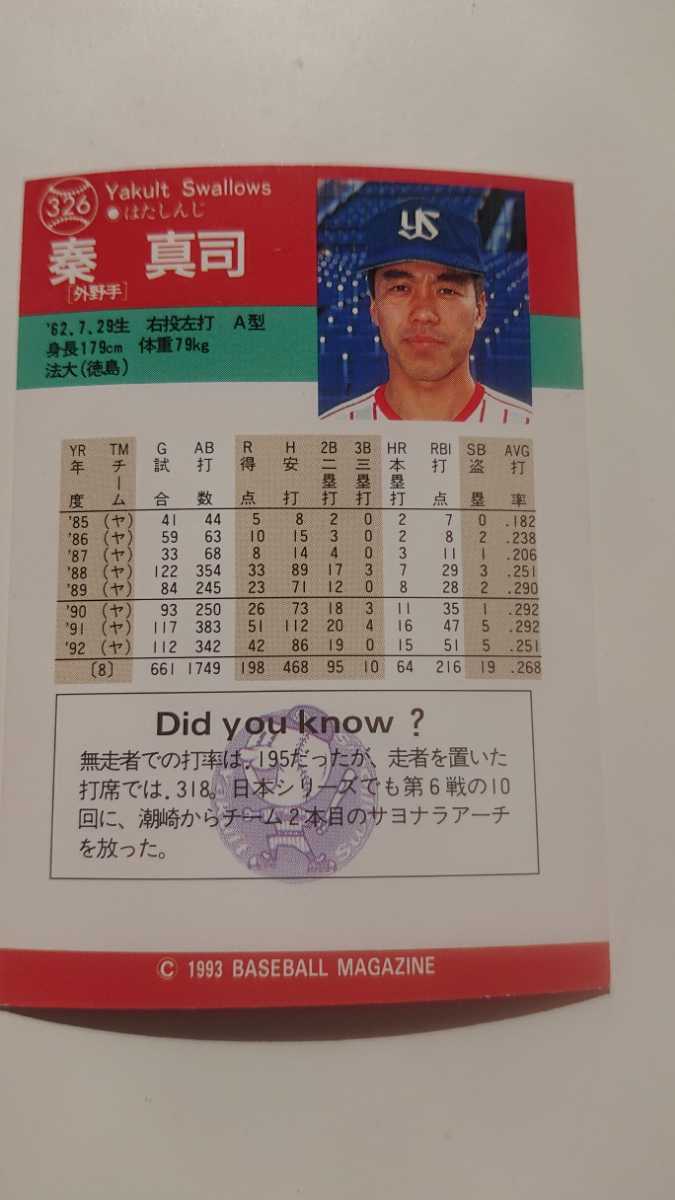 326
Yakult Swallows
●はたしんじ
秦 真司
[外野手]
YS
'62.7.29生 右投左打 A型
身長179cm 体重79kg
法大(徳島)
YR TM G AB R H 2B 3B HR RBI SB AVG
年度 チーム 試合 打数 得点 安打 二塁打 三塁打 本塁打 打点 盗塁 打率
'85 (ヤ) 41 44 5 8 2 0 2 7 0 .182
'86 (ヤ) 59 63 10 15 3 0 2 8 2 .238
'87 (ヤ) 33 68 8 14 4 0 3 11 1 .206
'88 (ヤ) 122 354 33 89 17 3 7 29 3 .251
'89 (ヤ) 84 245 23 71 12 0 8 28 2 .290
'90 (ヤ) 93 250 26 73 18 3 11 35 1 .292
'91 (ヤ) 117 383 51 112 20 4 16 47 5 .292
'92 (ヤ) 112 342 42 86 19 0 15 51 5 .251
〔8〕 661 1749 198 468 95 10 64 216 19 .268
Did you know ?
無走者での打率は.195だったが、走者を置いた
打席では.318。日本シリーズでも第6戦の10
回に、潮崎からチーム2本目のサヨナラアーチ
を放った。
© 1993 BASEBALL MAGAZINE